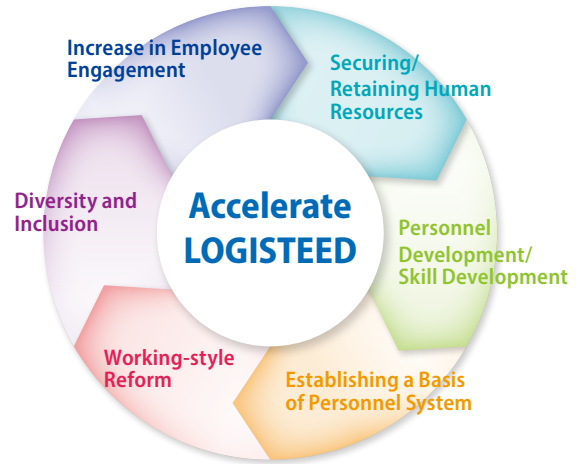 Increase in Employee
Engagement
Securing/
Retaining Human
Resources
Personnel
Development/
Skill Development
Establishing a Basis
of Personnel System
Working-style
Reform
Diversity and
Inclusion
Accelerate
LOGISTEED